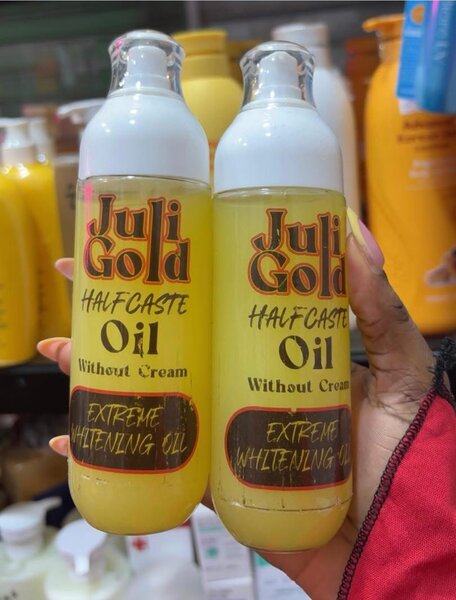 Juli
Gold
HALFCASTE
Oil
Without Cream
EXTREME
WHITENING OIL
Juli
Gold
HALFCASTE
Oil
Without Cream
EXTREME
WHITENING OIL